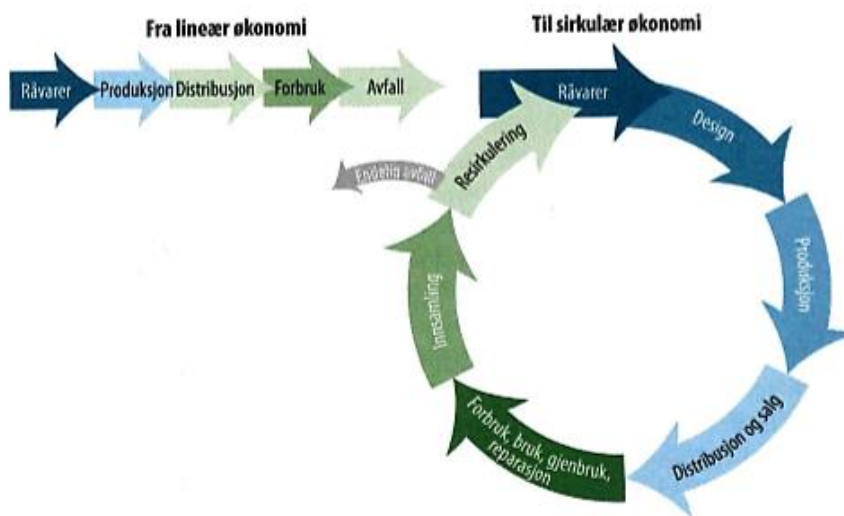 Fra lineær økonomi
Råvarer
Produksjon
Distribusjon
Forbruk
Avfall
Til sirkulær økonomi
Råvarer
Design
Produksjon
Distribusjon og salg
Forbruk, bruk, gjenbruk,
reparasjon
Innsamling
Resirkulering
Endelig avfall